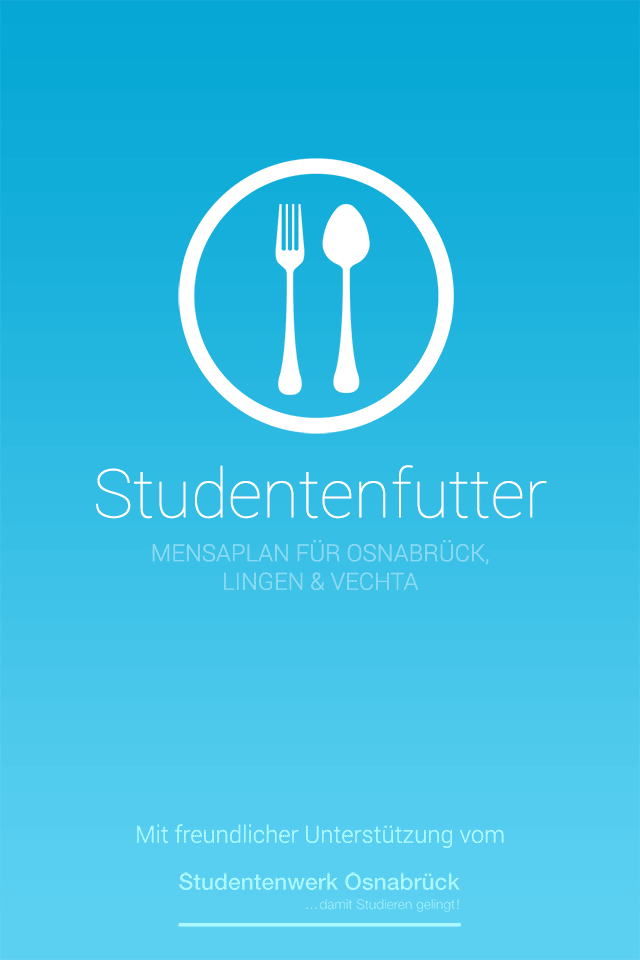 Studentenfutter
MENSAPLAN FÜR OSNABRÜCK,
LINGEN & VECHTA
Mit freundlicher Unterstützung vom
Studentenwerk Osnabrück
...damit Studieren gelingt!